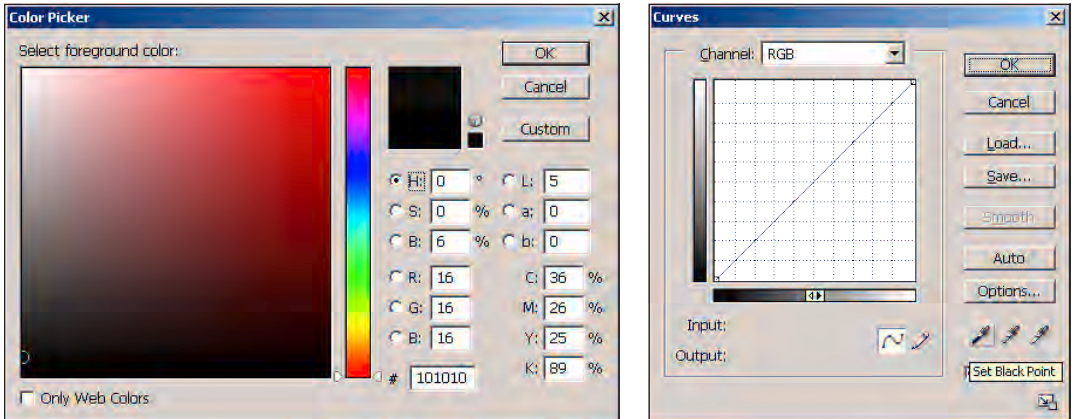 Color Picker
Select foreground color:
OK
Cancel
Custom
H: 0 °
S: 0 %
B: 6 %
R: 16
G: 16
B: 16
# 101010
L: 5
a: 0
b: 0
C: 36 %
M: 26 %
Y: 25 %
K: 89 %
Only Web Colors
Curves
Channel: RGB
OK
Cancel
Load...
Save...
Smooth
Auto
Options...
Input:
Output:
Set Black Point